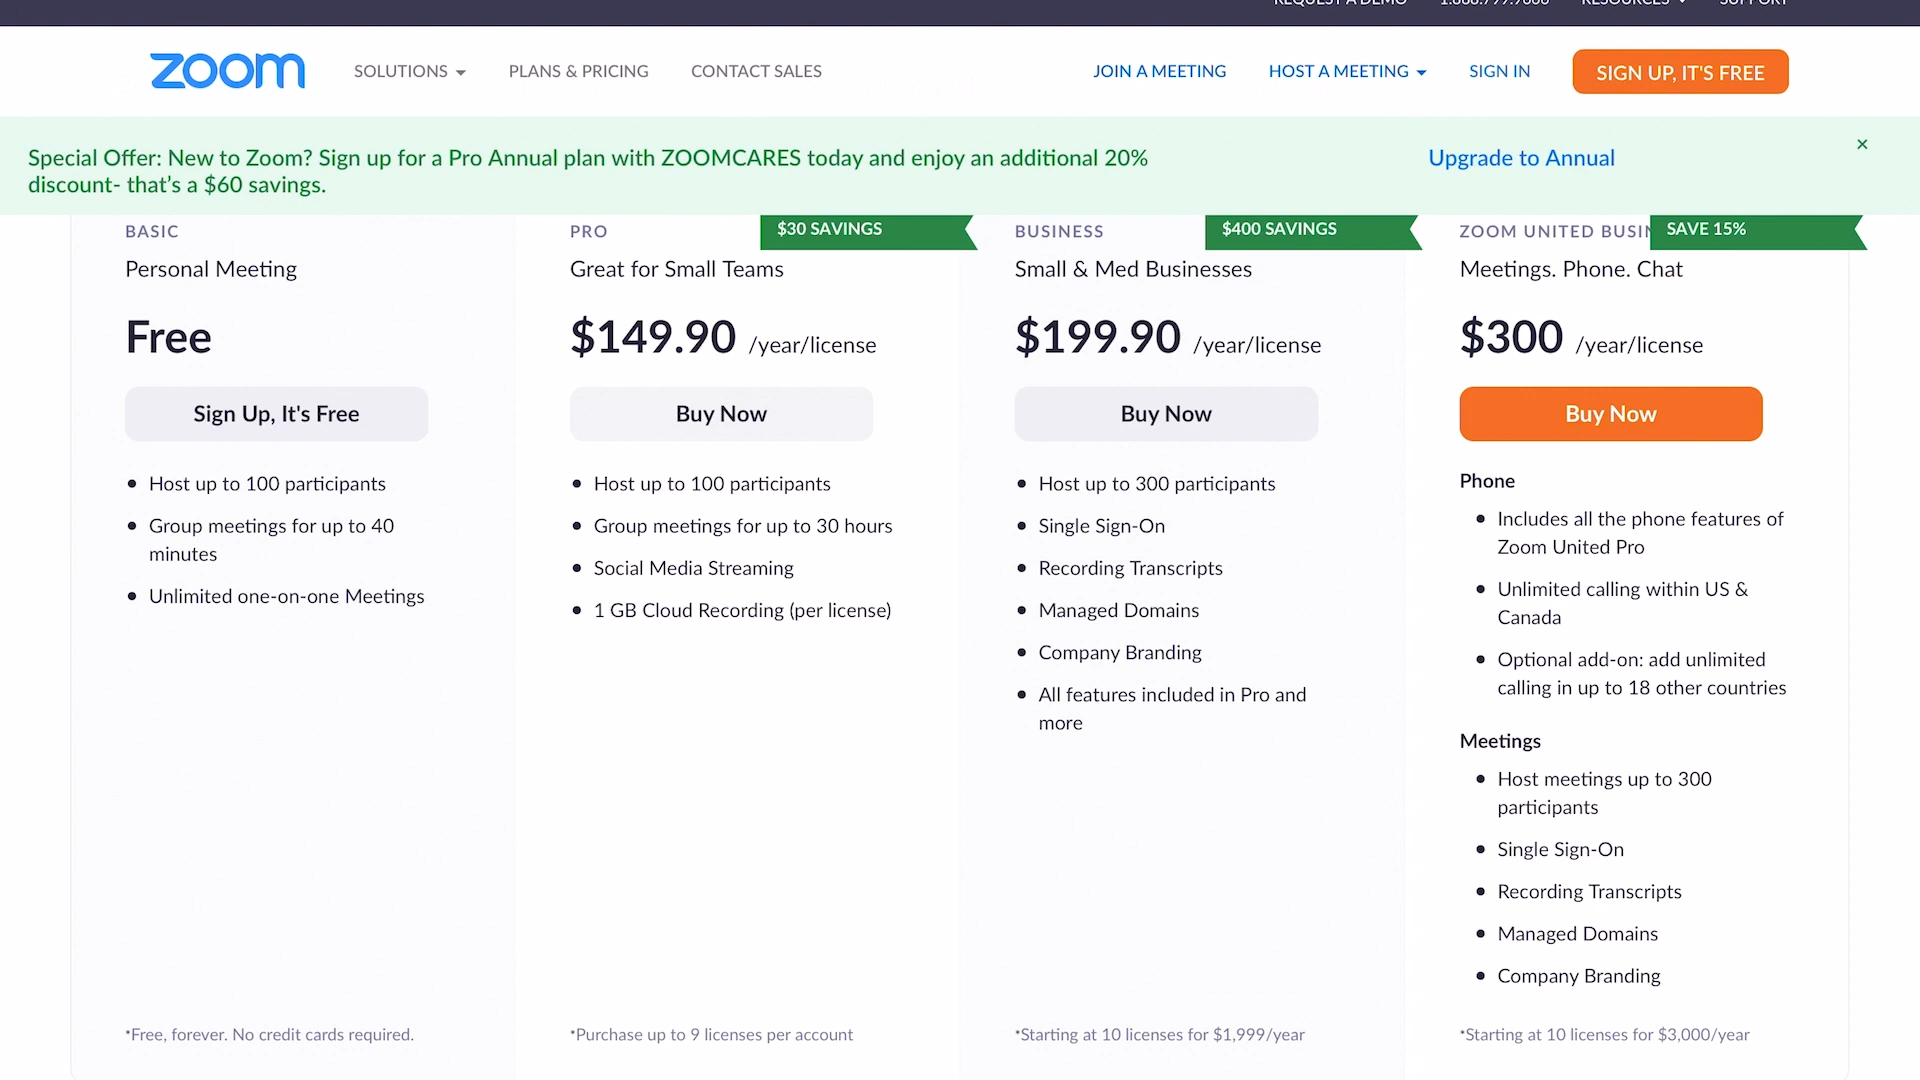 REQUEST A DEMO 1.888.799.9666 RESOURCES SUPPORT
zoom SOLUTIONS PLANS & PRICING CONTACT SALES JOIN A MEETING HOST A MEETING SIGN IN SIGN UP, IT'S FREE
Special Offer: New to Zoom? Sign up for a Pro Annual plan with ZOOMCARES today and enjoy an additional 20%
discount- that's a $60 savings.
Upgrade to Annual
×
BASIC
Personal Meeting
Free
Sign Up, It's Free
• Host up to 100 participants
• Group meetings for up to 40
minutes
• Unlimited one-on-one Meetings
*Free, forever. No credit cards required.
PRO
$30 SAVINGS
Great for Small Teams
$149.90 /year/license
Buy Now
• Host up to 100 participants
• Group meetings for up to 30 hours
• Social Media Streaming
• 1 GB Cloud Recording (per license)
*Purchase up to 9 licenses per account
BUSINESS
$400 SAVINGS
Small & Med Businesses
$199.90 /year/license
Buy Now
• Host up to 300 participants
• Single Sign-On
• Recording Transcripts
• Managed Domains
• Company Branding
• All features included in Pro and
more
*Starting at 10 licenses for $1,999/year
ZOOM UNITED BUSIN
SAVE 15%
Meetings. Phone. Chat
$300 /year/license
Buy Now
Phone
• Includes all the phone features of
Zoom United Pro
• Unlimited calling within US &
Canada
• Optional add-on: add unlimited
calling in up to 18 other countries
Meetings
• Host meetings up to 300
participants
• Single Sign-On
• Recording Transcripts
• Managed Domains
• Company Branding
*Starting at 10 licenses for $3,000/year